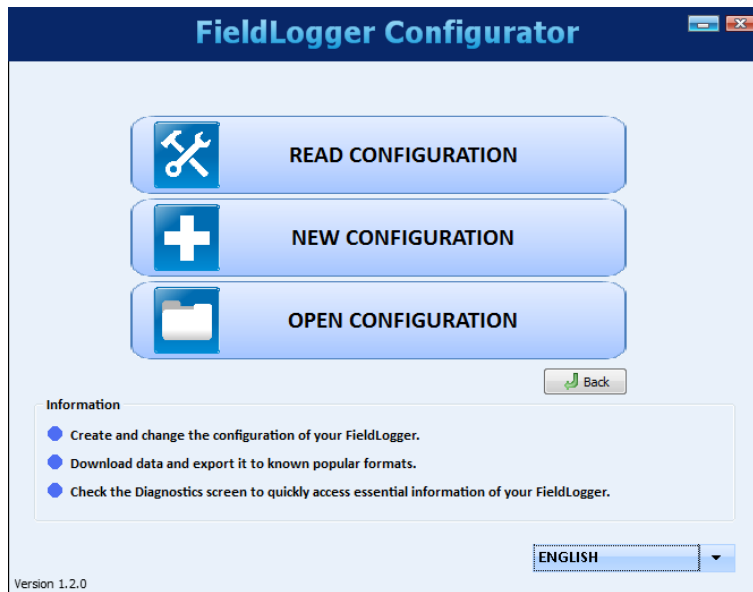 FieldLogger Configurator
READ CONFIGURATION
NEW CONFIGURATION
OPEN CONFIGURATION
Back
Information
Create and change the configuration of your FieldLogger.
Download data and export it to known popular formats.
Check the Diagnostics screen to quickly access essential information of your FieldLogger.
ENGLISH
Version 1.2.0